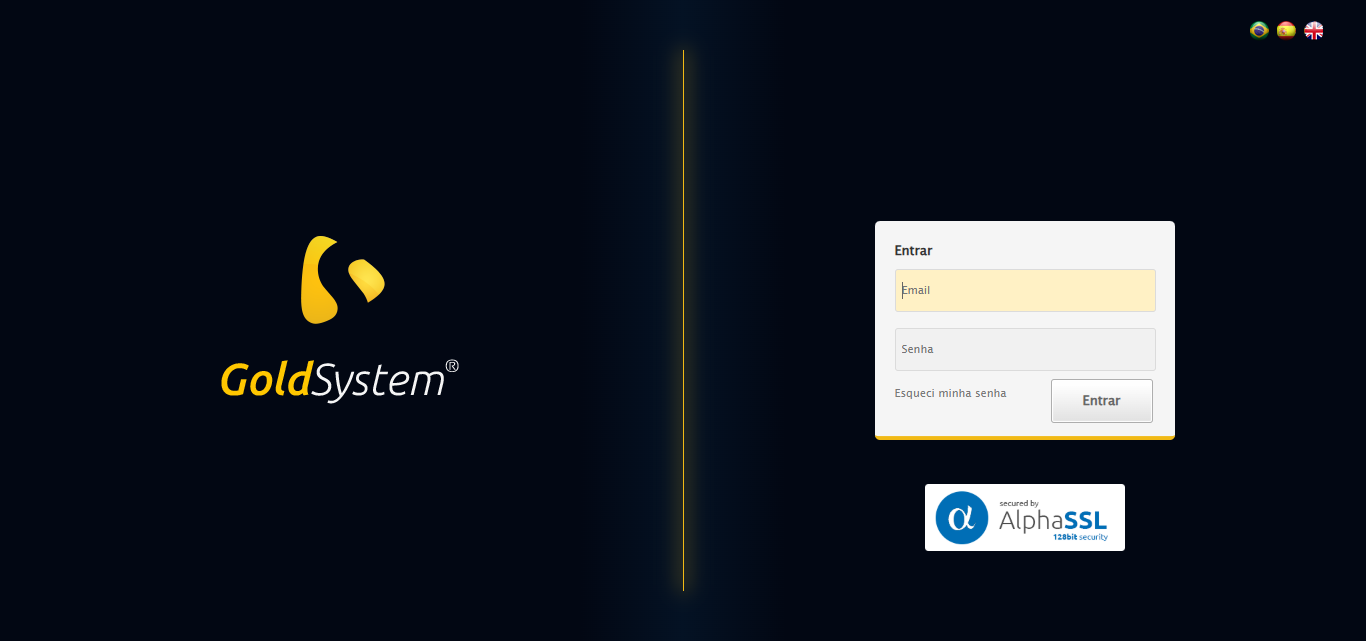 GoldSystem®
Entrar
Email
Senha
Esqueci minha senha
Entrar
α
secured by
AlphaSSL
128bit security